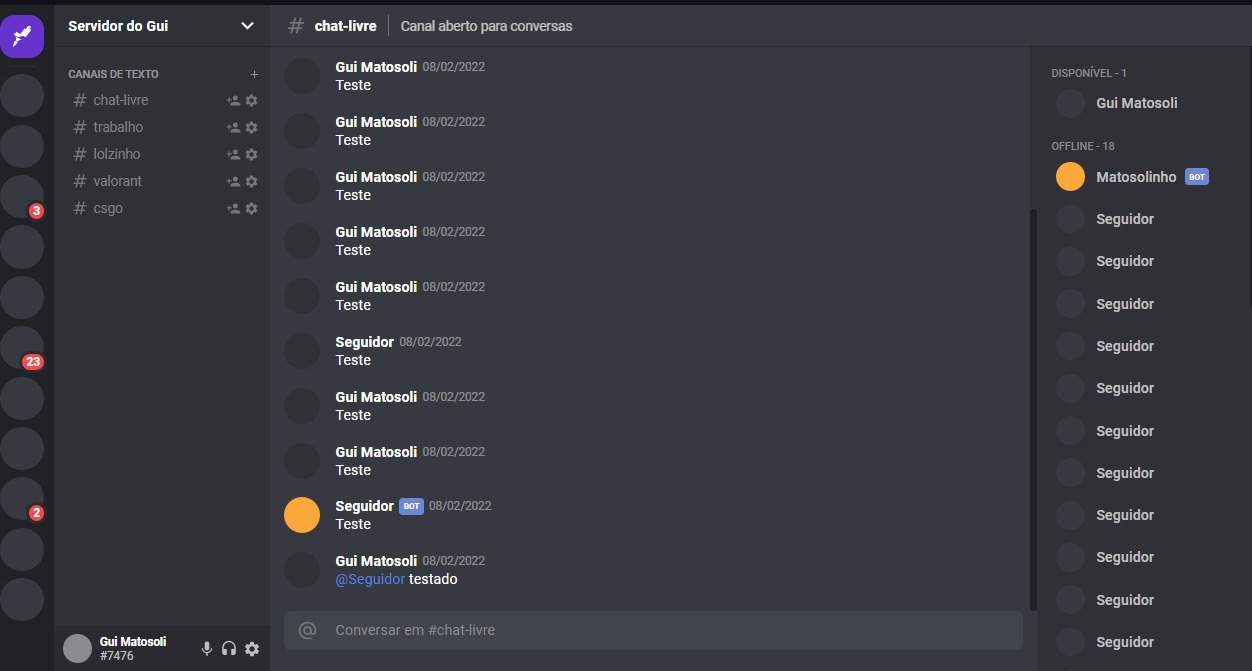 Servidor do Gui
CANAIS DE TEXTO +
# chat-livre
# trabalho
# lolzinho
# valorant
# csgo
3
23
2
Gui Matosoli
#7476
# chat-livre
Canal aberto para conversas
Gui Matosoli 08/02/2022
Teste
Gui Matosoli 08/02/2022
Teste
Gui Matosoli 08/02/2022
Teste
Gui Matosoli 08/02/2022
Teste
Gui Matosoli 08/02/2022
Teste
Seguidor 08/02/2022
Teste
Gui Matosoli 08/02/2022
Teste
Gui Matosoli 08/02/2022
Teste
Seguidor BOT 08/02/2022
Teste
Gui Matosoli 08/02/2022
@Seguidor testado
@ Conversar em #chat-livre
DISPONÍVEL - 1
Gui Matosoli
OFFLINE - 18
Matosolinho BOT
Seguidor
Seguidor
Seguidor
Seguidor
Seguidor
Seguidor
Seguidor
Seguidor
Seguidor
Seguidor
Seguidor